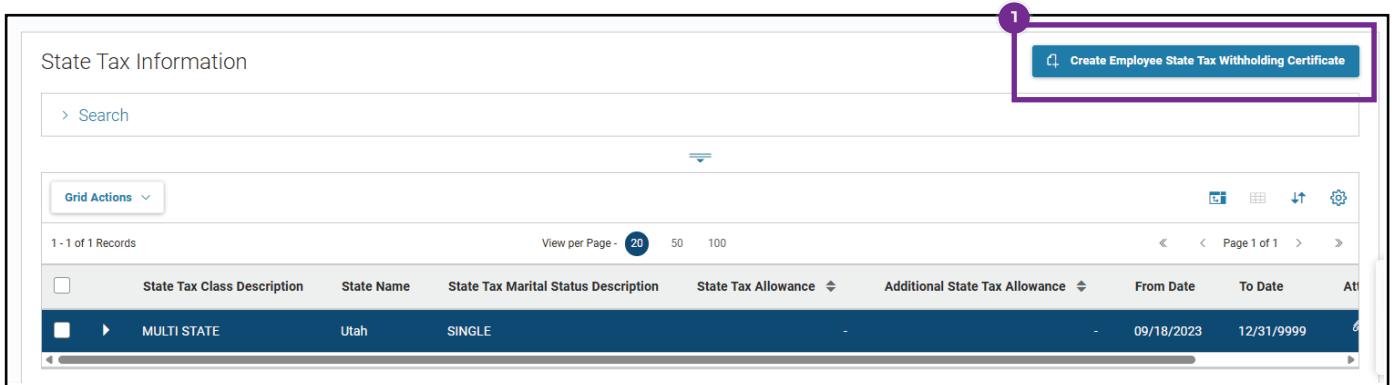 1
State Tax Information
Create Employee State Tax Withholding Certificate
Search
Grid Actions
1 - 1 of 1 Records View per Page - 20 50 100 Page 1 of 1
State Tax Class Description State Name State Tax Marital Status Description State Tax Allowance Additional State Tax Allowance From Date To Date Att
MULTI STATE Utah SINGLE - - 09/18/2023 12/31/9999